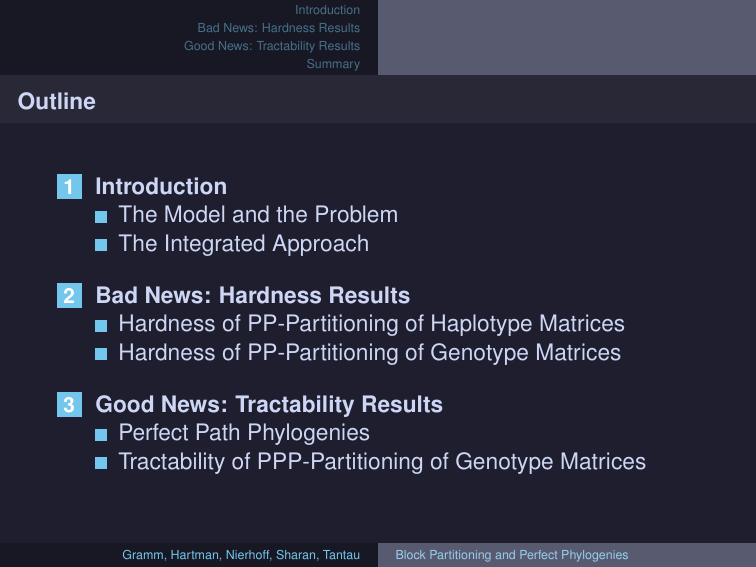 Introduction
Bad News: Hardness Results
Good News: Tractability Results
Summary
Outline
1 Introduction
The Model and the Problem
The Integrated Approach
2 Bad News: Hardness Results
Hardness of PP-Partitioning of Haplotype Matrices
Hardness of PP-Partitioning of Genotype Matrices
3 Good News: Tractability Results
Perfect Path Phylogenies
Tractability of PPP-Partitioning of Genotype Matrices
Gramm, Hartman, Nierhoff, Sharan, Tantau
Block Partitioning and Perfect Phylogenies